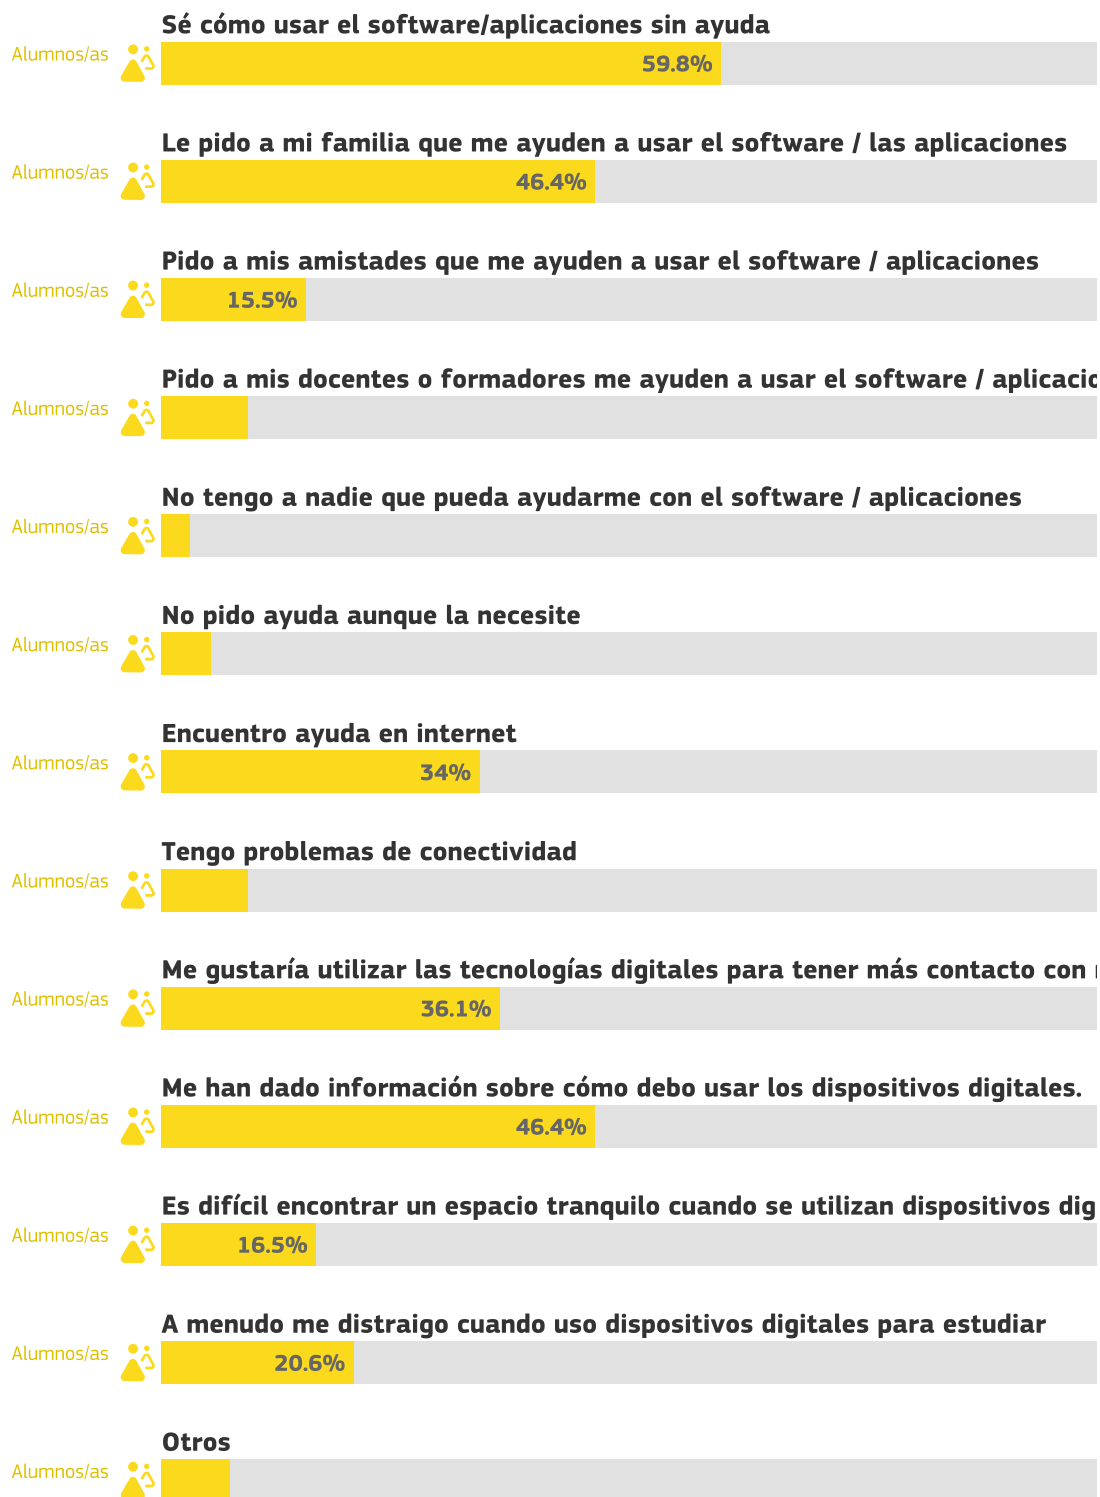 Sé cómo usar el software/aplicaciones sin ayuda
Alumnos/as
59.8%
Le pido a mi familia que me ayuden a usar el software / las aplicaciones
Alumnos/as
46.4%
Pido a mis amistades que me ayuden a usar el software / aplicaciones
Alumnos/as
15.5%
Pido a mis docentes o formadores me ayuden a usar el software / aplicacio
Alumnos/as
No tengo a nadie que pueda ayudarme con el software / aplicaciones
Alumnos/as
No pido ayuda aunque la necesite
Alumnos/as
Encuentro ayuda en internet
Alumnos/as
34%
Tengo problemas de conectividad
Alumnos/as
Me gustaría utilizar las tecnologías digitales para tener más contacto con
Alumnos/as
36.1%
Me han dado información sobre cómo debo usar los dispositivos digitales.
Alumnos/as
46.4%
Es difícil encontrar un espacio tranquilo cuando se utilizan dispositivos dig
Alumnos/as
16.5%
A menudo me distraigo cuando uso dispositivos digitales para estudiar
Alumnos/as
20.6%
Otros
Alumnos/as